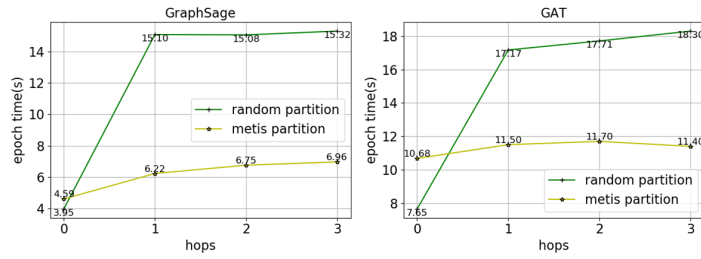 GraphSage
epoch time(s)
14
12
10
8
6
4
15.10
15.08
15.32
random partition
metis partition
6.22
6.75
6.96
4.59
3.95
0 1 2 3
hops
GAT
epoch time(s)
18
16
14
12
10
8
17.17
17.71
18.30
10.68
11.50
11.70
11.40
random partition
metis partition
7.65
0 1 2 3
hops